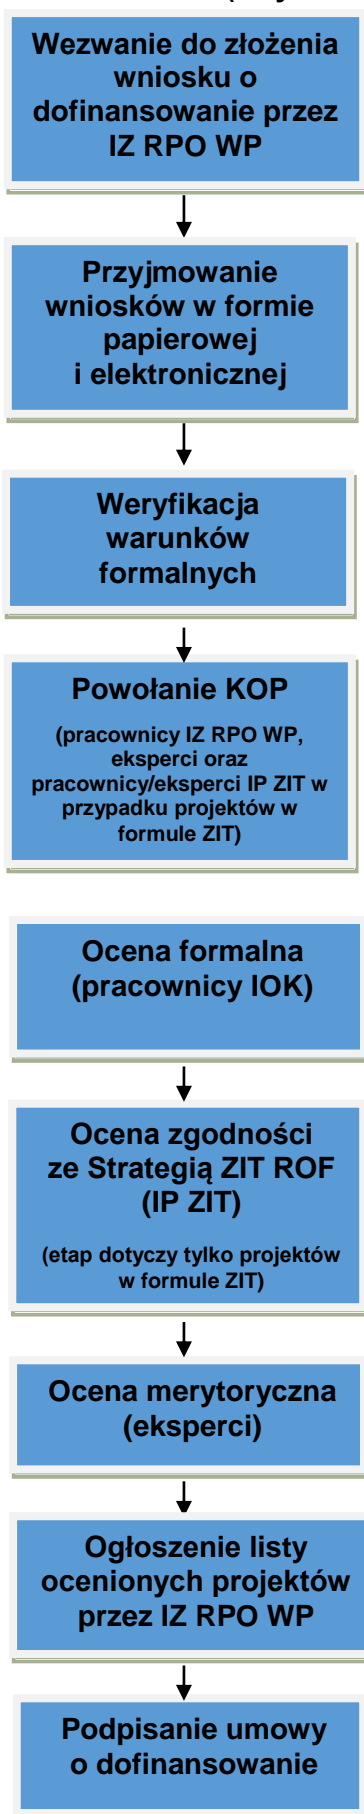 Wezwanie do złożenia
wniosku o
dofinansowanie przez
IZ RPO WP
Przyjmowanie
wniosków w formie
papierowej
i elektronicznej
Weryfikacja
warunków
formalnych
Powołanie KOP
(pracownicy IZ RPO WP,
eksperci oraz
pracownicy/eksperci IP ZIT w
przypadku projektów w
formule ZIT)
Ocena formalna
(pracownicy IOK)
Ocena zgodności
ze Strategią ZIT ROF
(IP ZIT)
(etap dotyczy tylko projektów
w formule ZIT)
Ocena merytoryczna
(eksperci)
Ogłoszenie listy
ocenionych projektów
przez IZ RPO WP
Podpisanie umowy
o dofinansowanie